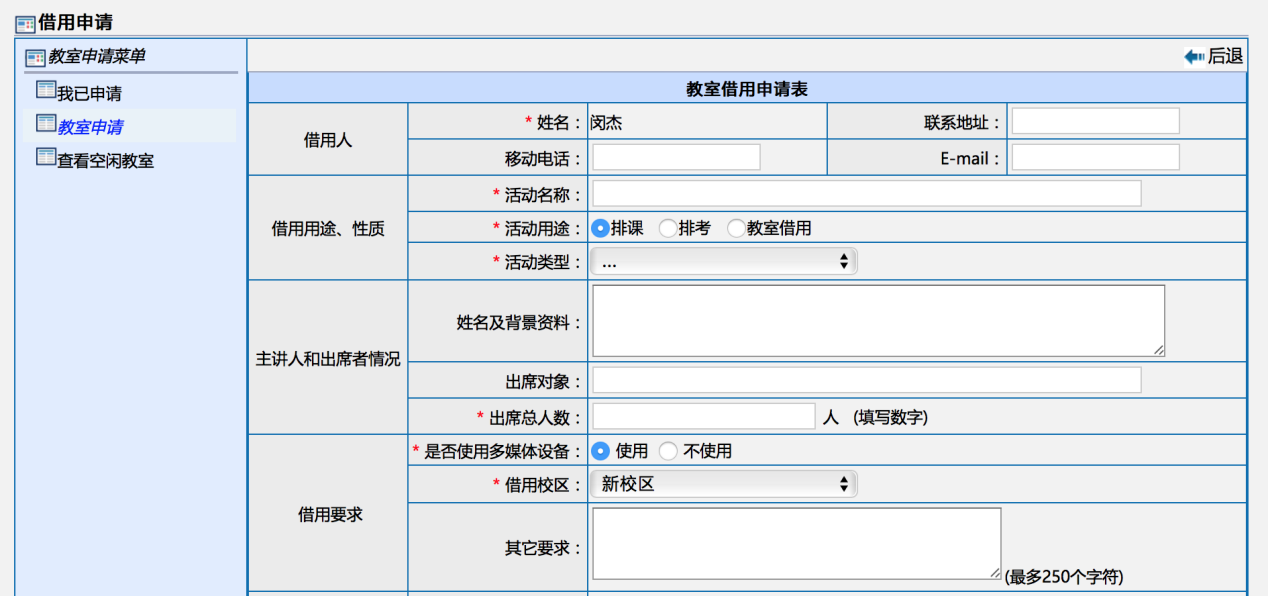 借用申请
教室申请菜单
我已申请
教室申请
查看空闲教室
后退
教室借用申请表
借用人
* 姓名： 闵杰
联系地址：
移动电话：
E-mail：
借用用途、性质
* 活动名称：
* 活动用途： 排课 排考 教室借用
* 活动类型： ...
主讲人和出席者情况
姓名及背景资料：
出席对象：
* 出席总人数： 人 (填写数字)
借用要求
* 是否使用多媒体设备： 使用 不使用
* 借用校区： 新校区
其它要求： (最多250个字符)